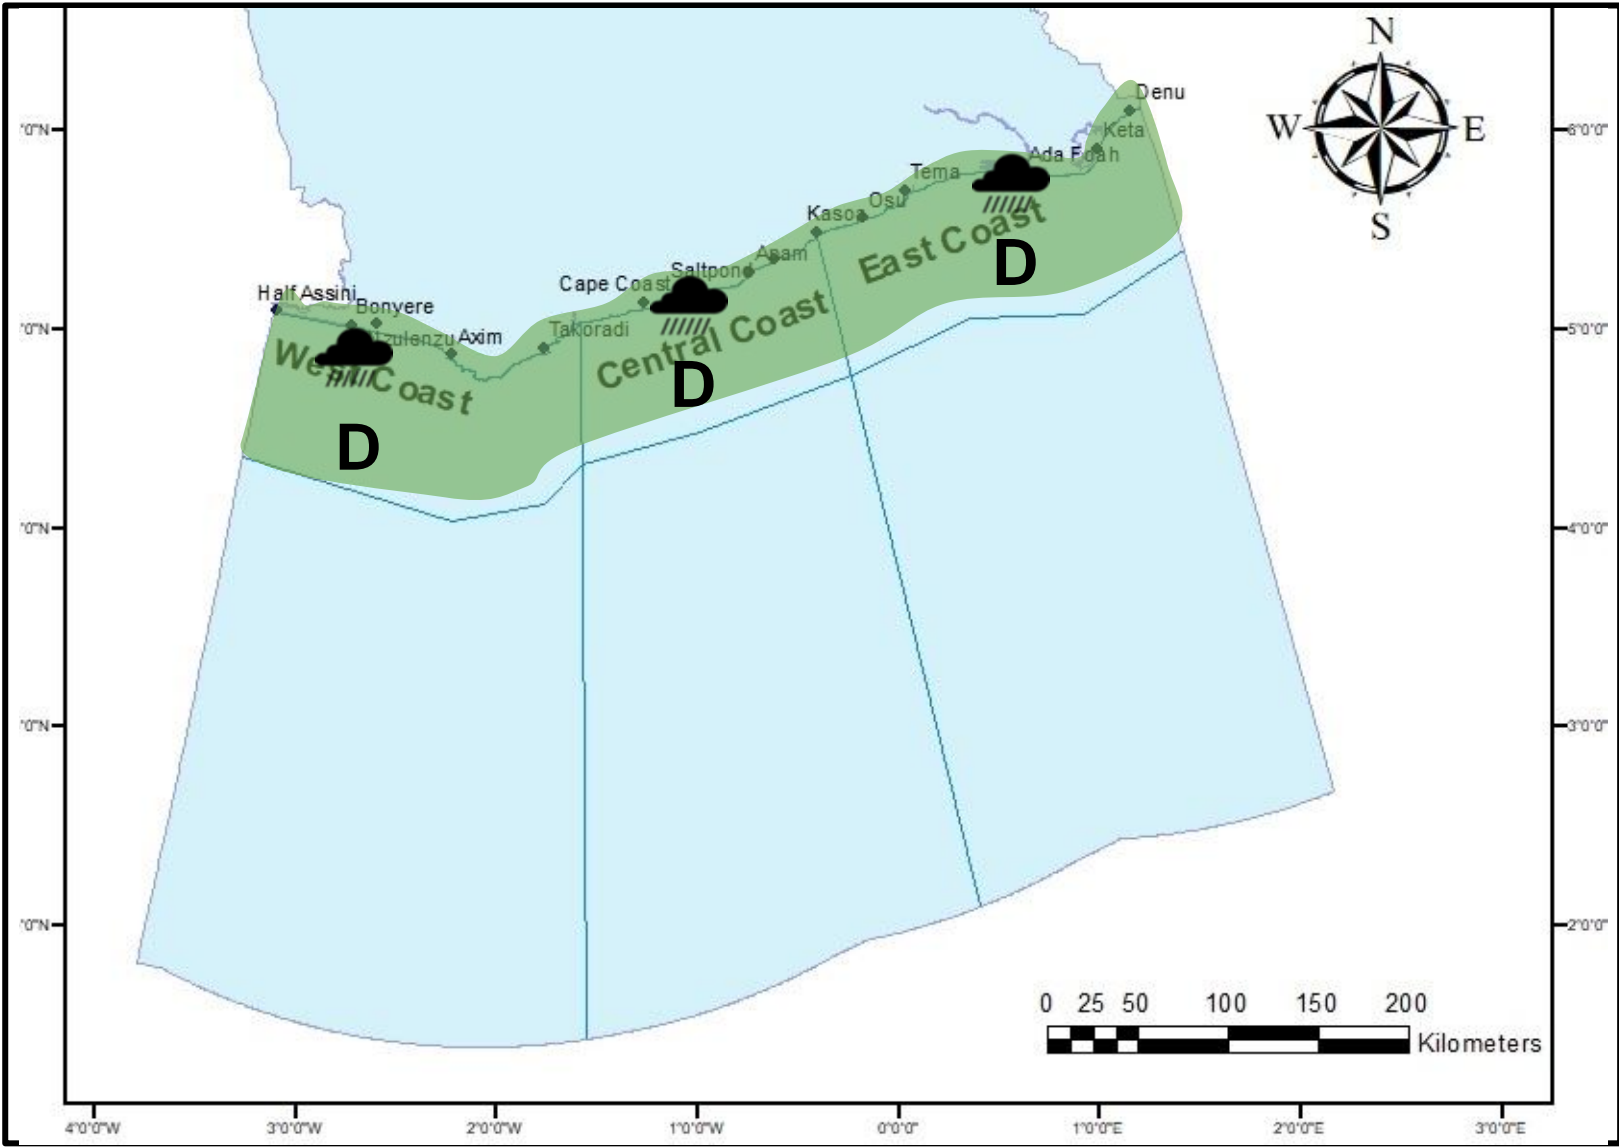 N
W E
S
Denu
Keta
Ada Foah
Tema
Osu
Kasoa
Apam
Saltpond
Cape Coast
Takoradi
Half Assini
Bonyere
Axim
East Coast
Central Coast
West Coast
D
D
D
6°0'0"
5°0'0"
4°0'0"
3°0'0"
2°0'0"
0 25 50 100 150 200
Kilometers
4°0'0"W 3°0'0"W 2°0'0"W 1°0'0"W 0°0'0" 1°0'0"E 2°0'0"E 3°0'0"E